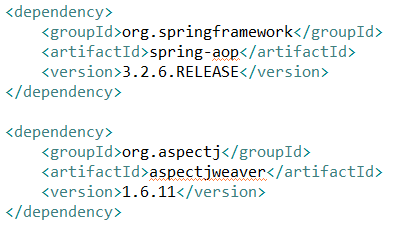 <dependency>
    <groupId>org.springframework</groupId>
    <artifactId>spring-aop</artifactId>
    <version>3.2.6.RELEASE</version>
</dependency>

<dependency>
    <groupId>org.aspectj</groupId>
    <artifactId>aspectjweaver</artifactId>
    <version>1.6.11</version>
</dependency>